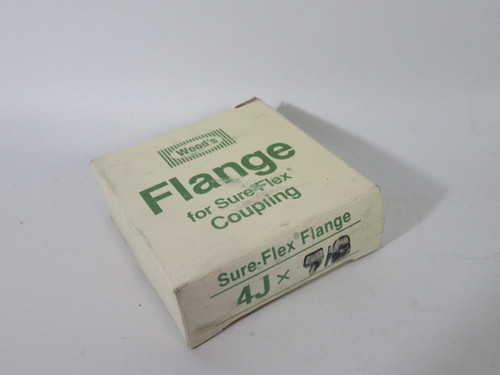 Wood's
Flange
for Sure-Flex®
Coupling
Sure-Flex® Flange
4J x